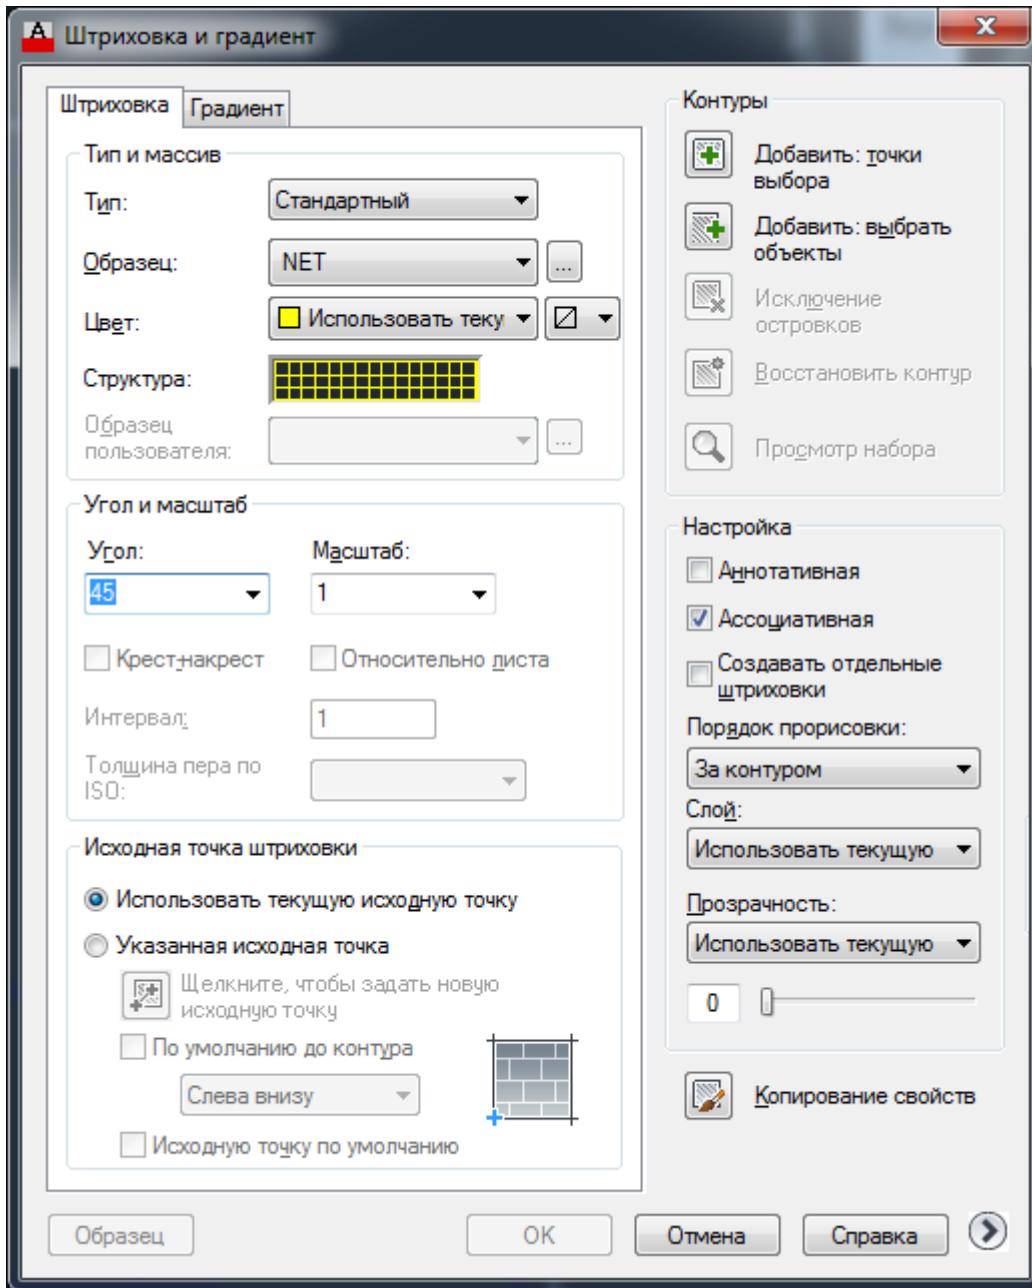 Штриховка и градиент
Штриховка
Градиент
Тип и массив
Тип:
Стандартный
Образец:
NET
...
Цвет:
Использовать теку
Структура:
Образец
пользователя:
...
Угол и масштаб
Угол:
Масштаб:
45
1
Крест-накрест
Относительно листа
Интервал:
1
Толщина пера по
ISO:
Исходная точка штриховки
Использовать текущую исходную точку
Указанная исходная точка
Щелкните, чтобы задать новую
исходную точку
По умолчанию до контура
Слева внизу
Исходную точку по умолчанию
Контуры
Добавить: точки
выбора
Добавить: выбрать
объекты
Исключение
островков
Восстановить контур
Просмотр набора
Настройка
Аннотативная
Ассоциативная
Создавать отдельные
штриховки
Порядок прорисовки:
За контуром
Слой:
Использовать текущую
Прозрачность:
Использовать текущую
0
Копирование свойств
Образец
OK
Отмена
Справка